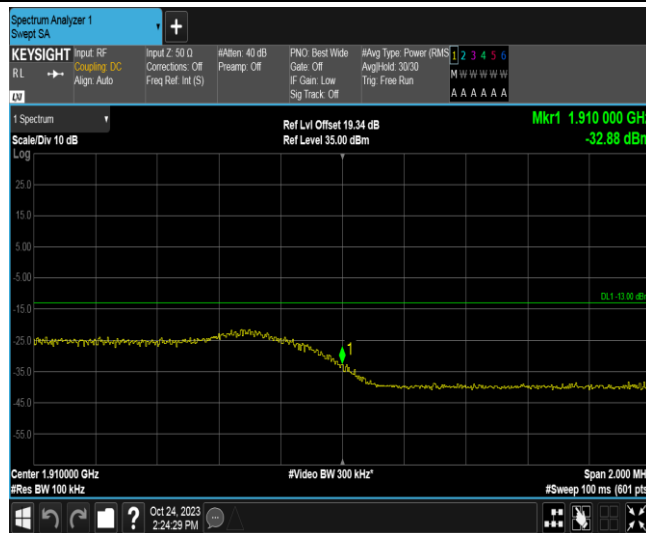 Spectrum Analyzer 1
Swept SA
KEYSIGHT
RL
Input: RF
Coupling: DC
Align: Auto
Input Z: 50 Ω
Corrections: Off
Freq Ref: Int (S)
#Atten: 40 dB
Preamp: Off
PNO: Best Wide
Gate: Off
IF Gain: Low
Sig Track: Off
#Avg Type: Power (RMS
Avg|Hold: 30/30
Trig: Free Run
1 2 3 4 5 6
M W W W W W
A A A A A A
1 Spectrum
Scale/Div 10 dB
Ref Lvl Offset 19.34 dB
Ref Level 35.00 dBm
Mkr1 1.910 000 GHz
-32.88 dBm
Log
25.0
15.0
5.00
-5.00
DL1 -13.00 dBm
-15.0
-25.0
1
-35.0
-45.0
-55.0
Center 1.910000 GHz
#Video BW 300 kHz*
Span 2.000 MH
#Res BW 100 kHz
#Sweep 100 ms (601 pts
Oct 24, 2023
2:24:29 PM